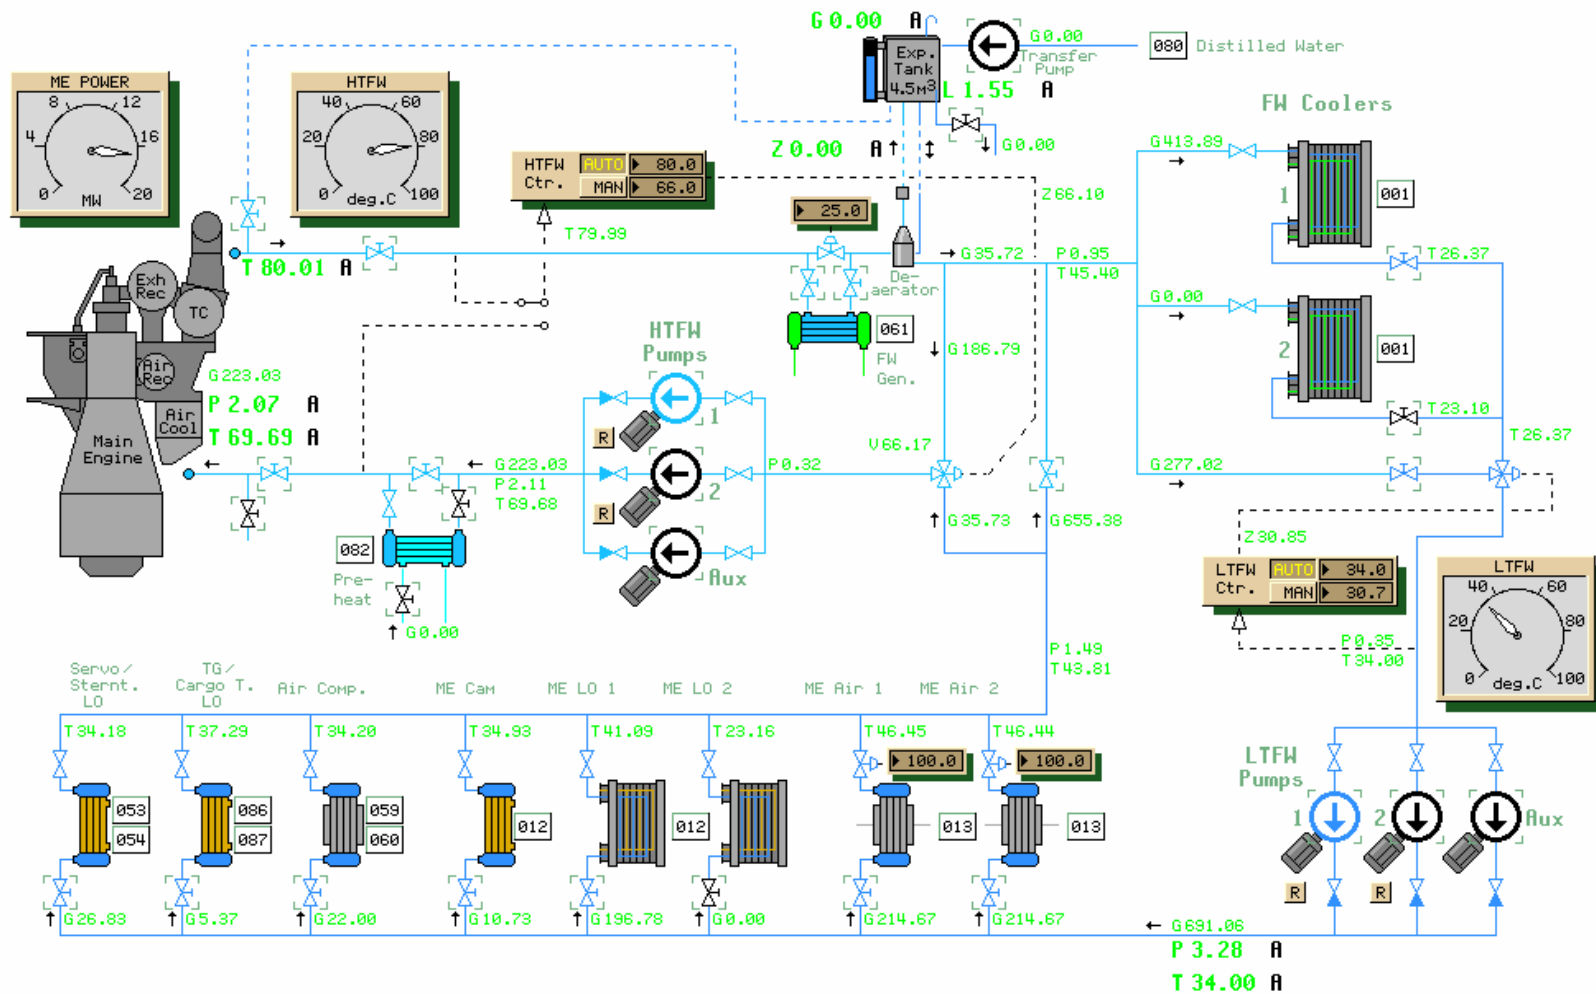 G 0.00 A
G0.00
Transfer
Pump
080 Distilled Water
Exp.
Tank
4.5M3
L 1.55 A
G0.00
Z 0.00 A
ME POWER
8 12
4 16
0 20
MW
HTFW
40 60
20 80
0 100
deg.C
HTFW
Ctr.
AUTO 80.0
MAN 66.0
25.0
FW Coolers
G413.89
1
001
T26.37
G0.00
2
001
T23.10
T26.37
G277.02
Z66.10
T79.99
T 80.01 A
G35.72
P0.95
T45.40
De-
aerator
061
FW
Gen.
G186.79
Exh
Rec
TC
Air
Rec
Air
Cool
Main
Engine
G223.03
P 2.07 A
T 69.69 A
HTFW
Pumps
1
R
2
R
Aux
G223.03
P2.11
T69.68
P0.32
V66.17
G35.73
G655.38
082
Pre-
heat
G0.00
Z30.85
LTFW
Ctr.
AUTO 34.0
MAN 30.7
P0.35
T34.00
LTFW
40 60
20 80
0 100
deg.C
P1.49
T43.81
Servo/
Sternt.
LO
TG/
Cargo T.
LO
Air Comp.
ME Cam
ME LO 1
ME LO 2
ME Air 1
ME Air 2
T34.18
T37.29
T34.20
T34.93
T41.09
T23.16
T46.45
T46.44
100.0
100.0
053
054
086
087
059
060
012
012
013
013
G26.83
G5.37
G22.00
G10.73
G196.78
G0.00
G214.67
G214.67
LTFW
Pumps
1
2
Aux
R
R
G691.06
P 3.28 A
T 34.00 A